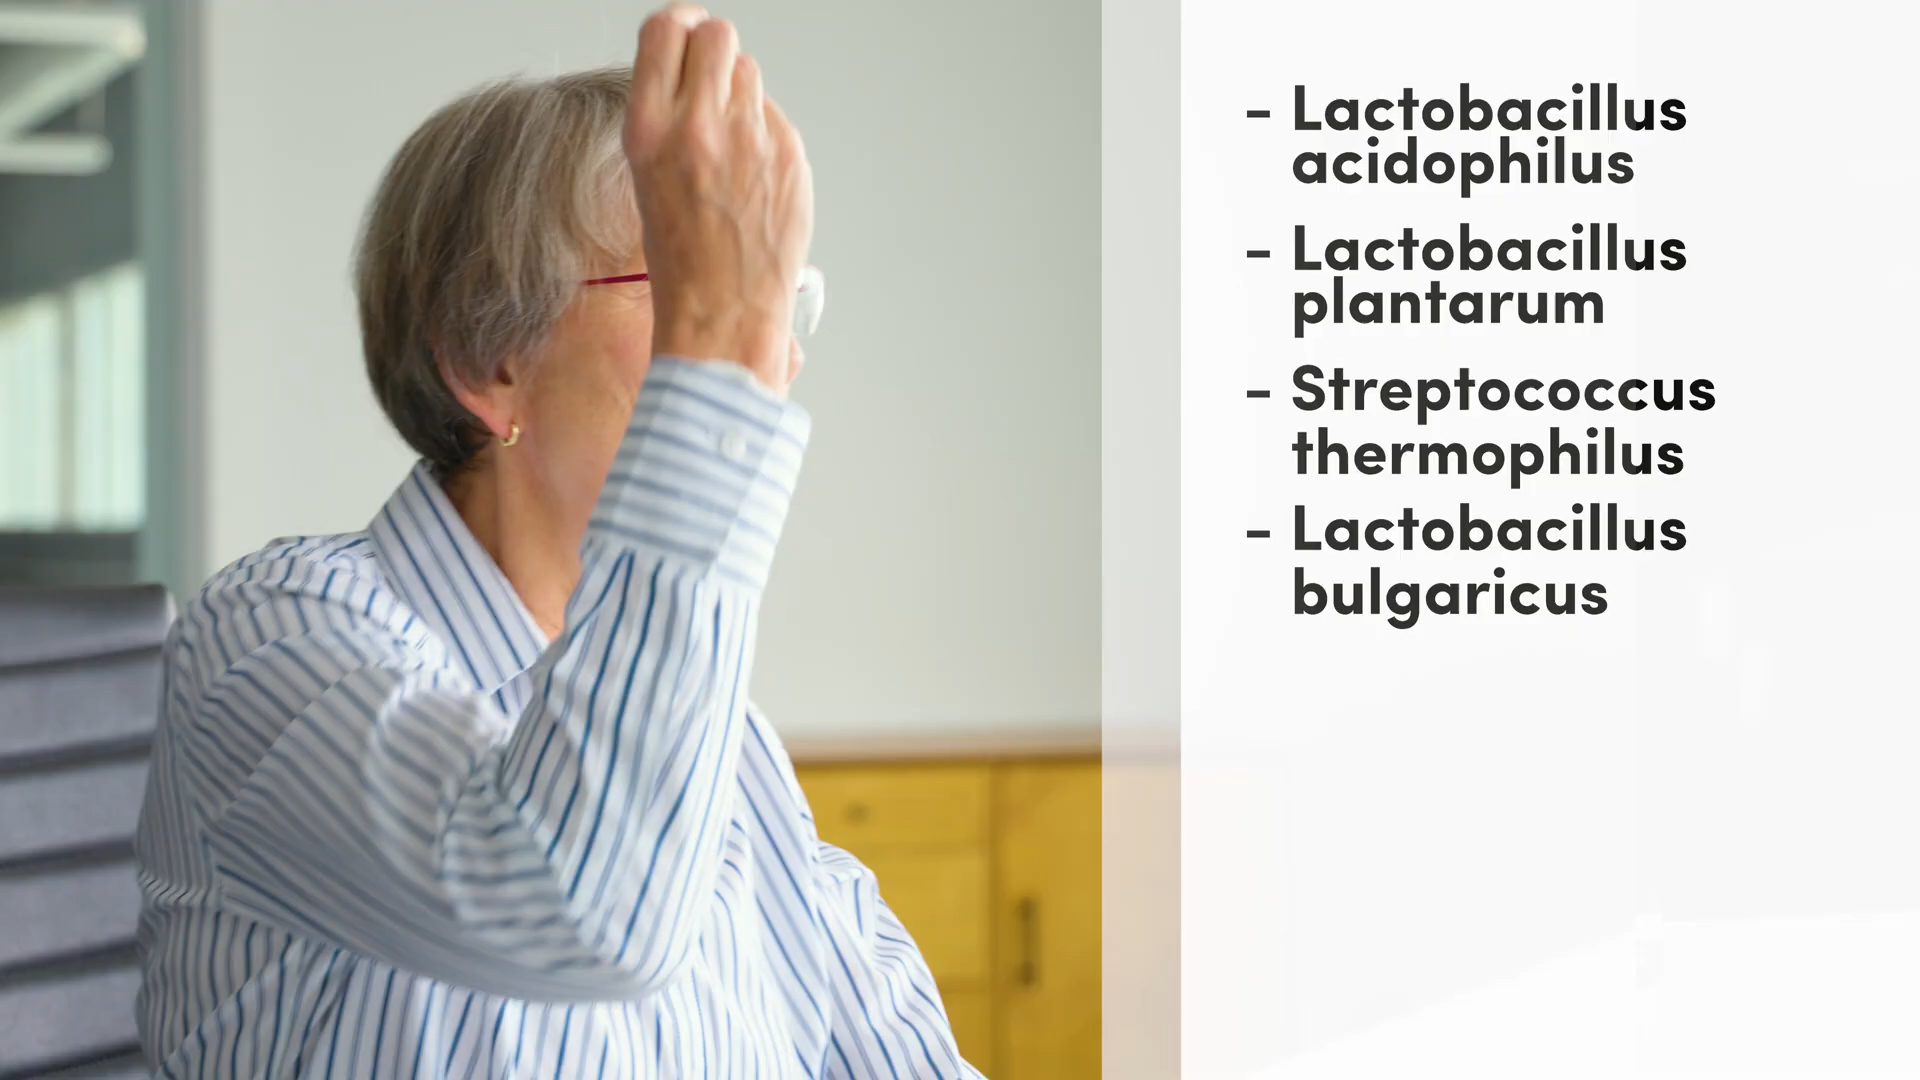 - Lactobacillus
acidophilus
- Lactobacillus
plantarum
- Streptococcus
thermophilus
- Lactobacillus
bulgaricus